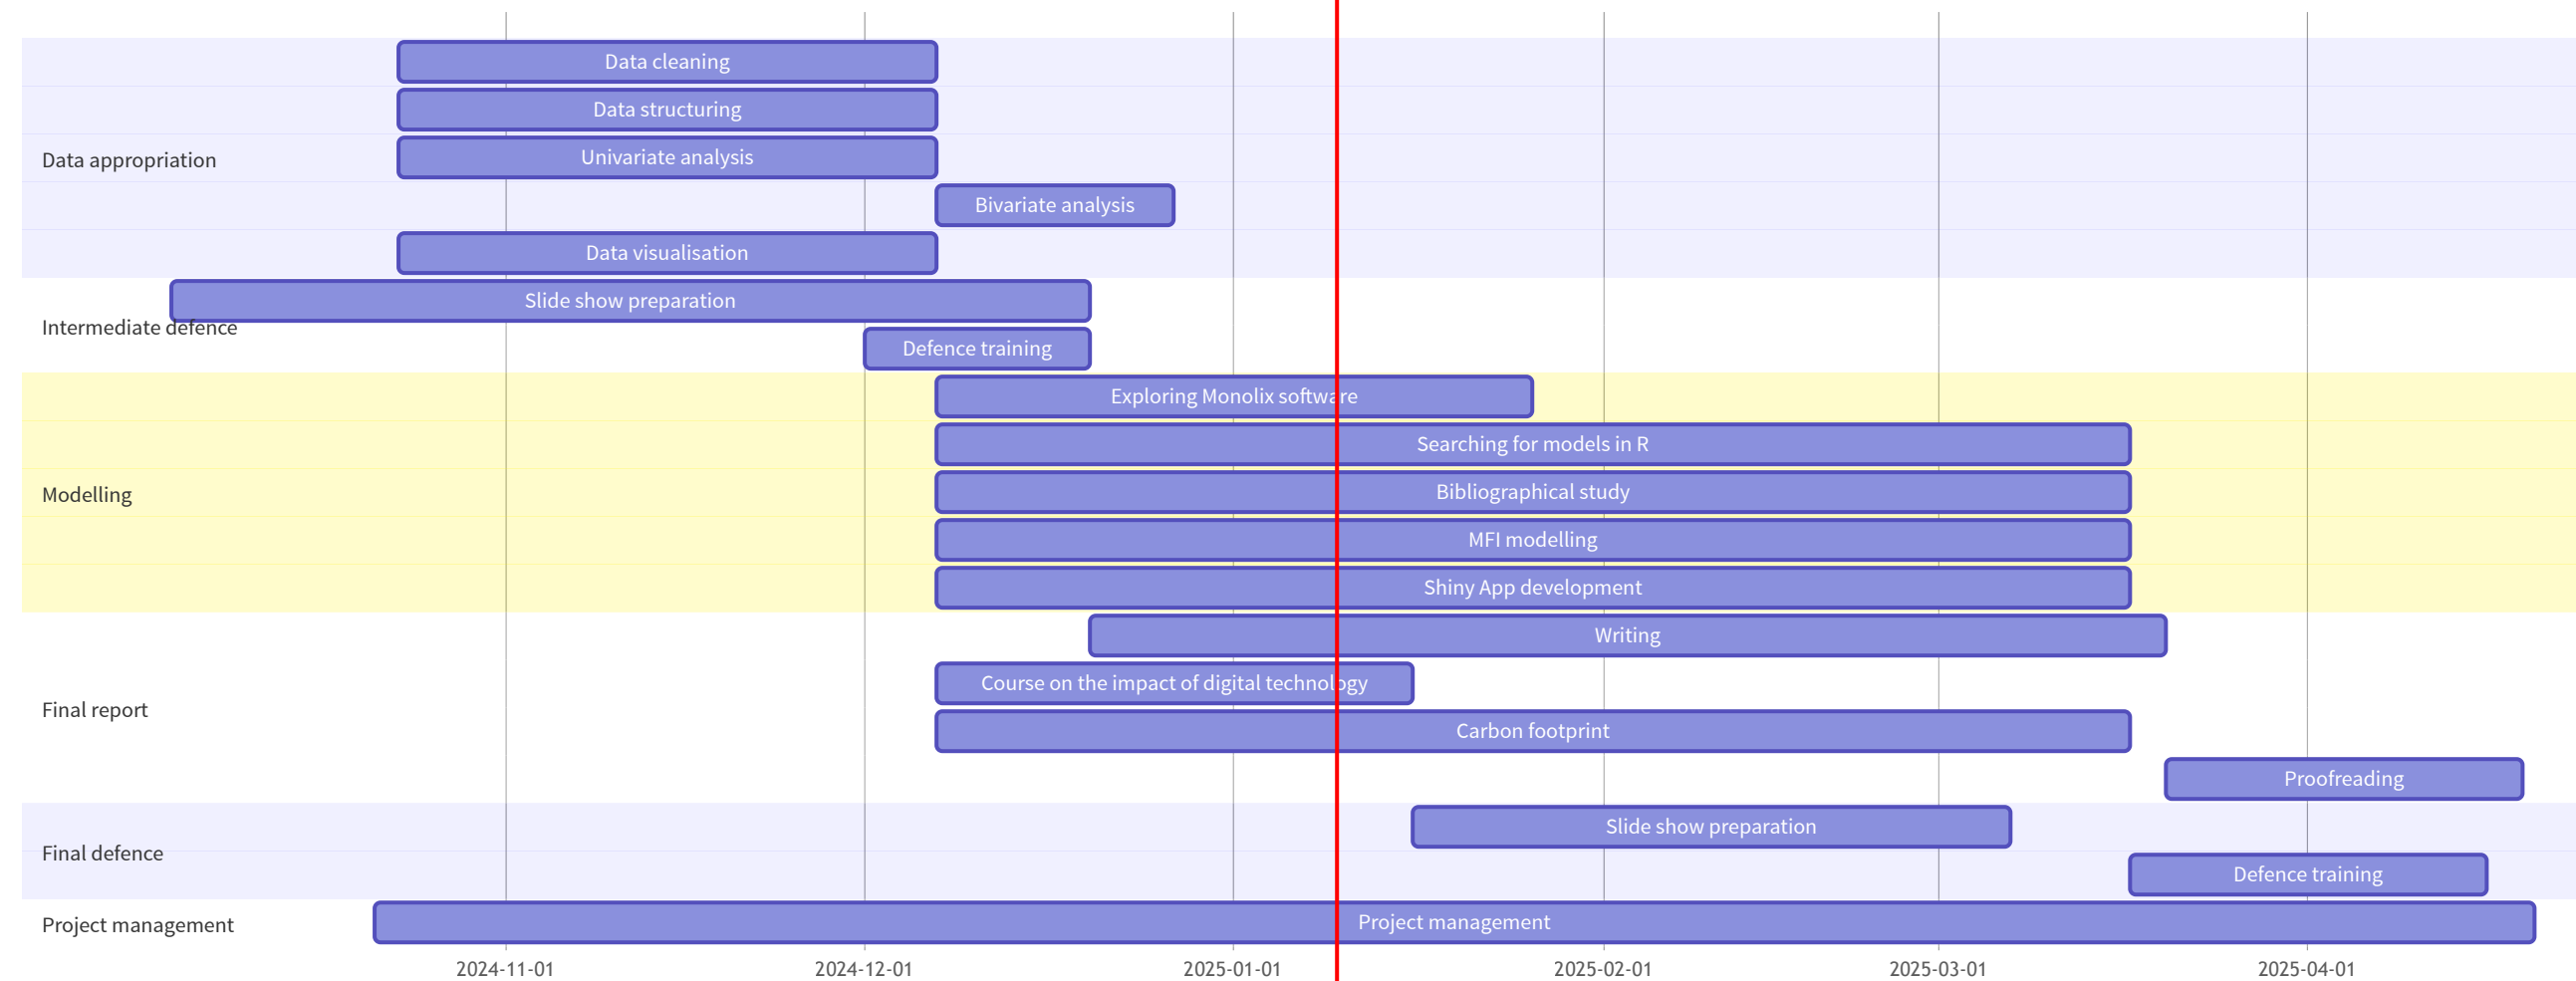 Data cleaning
Data structuring
Data appropriation
Univariate analysis
Bivariate analysis
Data visualisation
Slide show preparation
Intermediate defence
Defence training
Exploring Monolix software
Searching for models in R
Modelling
Bibliographical study
MFI modelling
Shiny App development
Writing
Course on the impact of digital technology
Final report
Carbon footprint
Proofreading
Slide show preparation
Final defence
Defence training
Project management
Project management
2024-11-01
2024-12-01
2025-01-01
2025-02-01
2025-03-01
2025-04-01